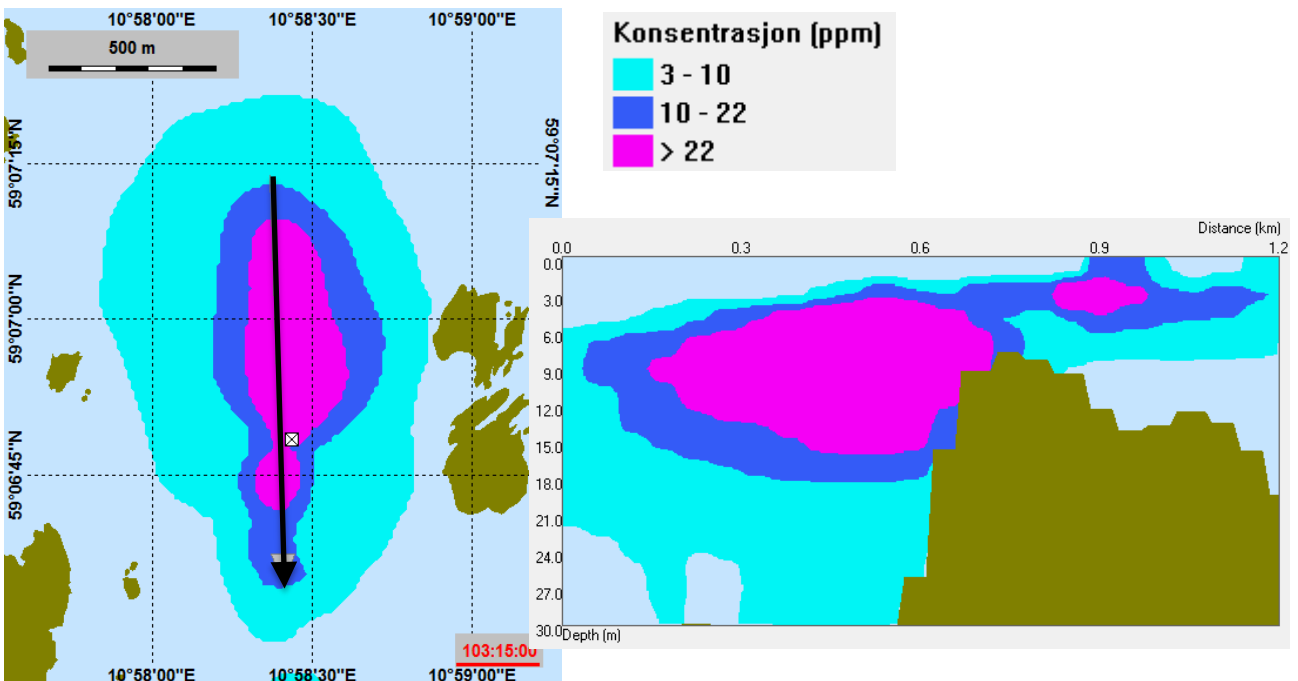 10°58'00"E 10°58'30"E 10°59'00"E
500 m
59°07'15"N 59°07'15"N
59°07'00"N
59°06'45"N
103:15:00
10°58'00"E 10°58'30"E 10°59'00"E
Konsentrasjon (ppm)
3 - 10
10 - 22
> 22
Distance (km)
0.0 0.3 0.6 0.9 1.2
0.0
3.0
6.0
9.0
12.0
15.0
18.0
21.0
24.0
27.0
30.0 Depth (m)